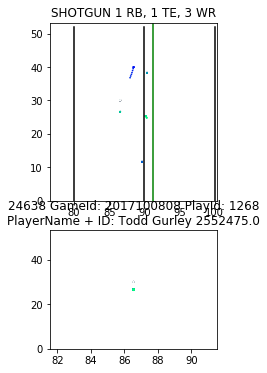 SHOTGUN 1 RB, 1 TE, 3 WR
50
40
30
20
10
0
80 85 90 95 100
24638 GameId: 2017100808 PlayId: 1268
PlayerName + ID: Todd Gurley 2552475.0
40
20
0
82 84 86 88 90